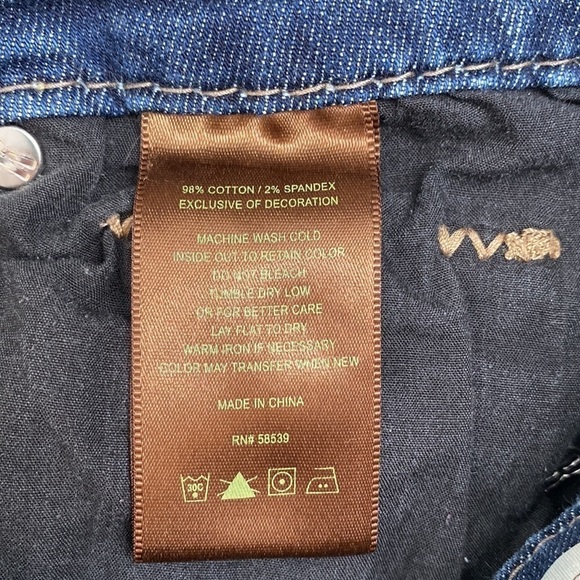 98% COTTON / 2% SPANDEX
EXCLUSIVE OF DECORATION
MACHINE WASH COLD
INSIDE OUT TO RETAIN COLOR
DO NOT BLEACH
TUMBLE DRY LOW
OR FOR BETTER CARE
LAY FLAT TO DRY
WARM IRON IF NECESSARY
COLOR MAY TRANSFER WHEN NEW
MADE IN CHINA
RN# 58539
30C